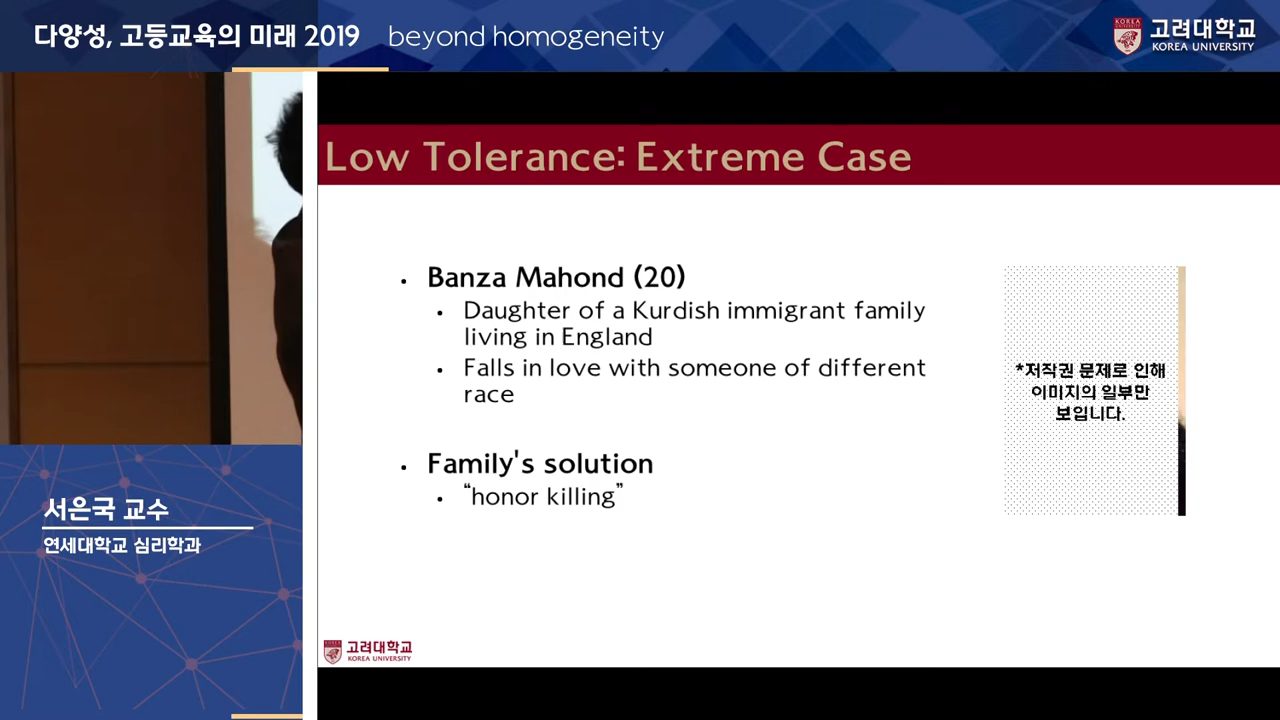 다양성, 고등교육의 미래 2019 beyond homogeneity
KOREA
고려대학교
KOREA UNIVERSITY
Low Tolerance: Extreme Case
• Banza Mahond (20)
• Daughter of a Kurdish immigrant family
living in England
• Falls in love with someone of different
race
*저작권 문제로 인해
이미지의 일부만
보입니다.
• Family's solution
• “honor killing”
서은국 교수
연세대학교 심리학과
고려대학교
KOREA UNIVERSITY